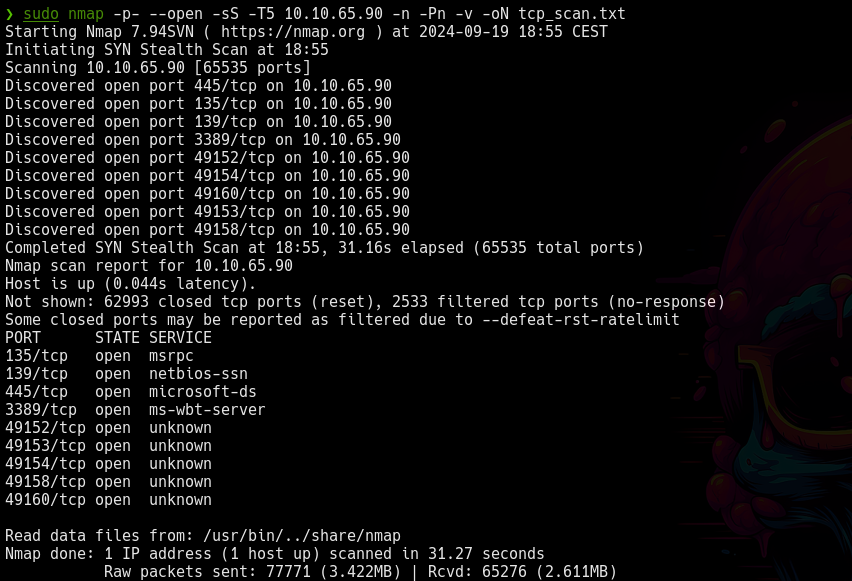 ❯ sudo nmap -p- --open -sS -T5 10.10.65.90 -n -Pn -v -oN tcp_scan.txt
Starting Nmap 7.94SVN ( https://nmap.org ) at 2024-09-19 18:55 CEST
Initiating SYN Stealth Scan at 18:55
Scanning 10.10.65.90 [65535 ports]
Discovered open port 445/tcp on 10.10.65.90
Discovered open port 135/tcp on 10.10.65.90
Discovered open port 139/tcp on 10.10.65.90
Discovered open port 3389/tcp on 10.10.65.90
Discovered open port 49152/tcp on 10.10.65.90
Discovered open port 49154/tcp on 10.10.65.90
Discovered open port 49160/tcp on 10.10.65.90
Discovered open port 49153/tcp on 10.10.65.90
Discovered open port 49158/tcp on 10.10.65.90
Completed SYN Stealth Scan at 18:55, 31.16s elapsed (65535 total ports)
Nmap scan report for 10.10.65.90
Host is up (0.044s latency).
Not shown: 62993 closed tcp ports (reset), 2533 filtered tcp ports (no-response)
Some closed ports may be reported as filtered due to --defeat-rst-ratelimit
PORT      STATE SERVICE
135/tcp   open  msrpc
139/tcp   open  netbios-ssn
445/tcp   open  microsoft-ds
3389/tcp  open  ms-wbt-server
49152/tcp open  unknown
49153/tcp open  unknown
49154/tcp open  unknown
49158/tcp open  unknown
49160/tcp open  unknown
Read data files from: /usr/bin/../share/nmap
Nmap done: 1 IP address (1 host up) scanned in 31.27 seconds
           Raw packets sent: 77771 (3.422MB) | Rcvd: 65276 (2.611MB)